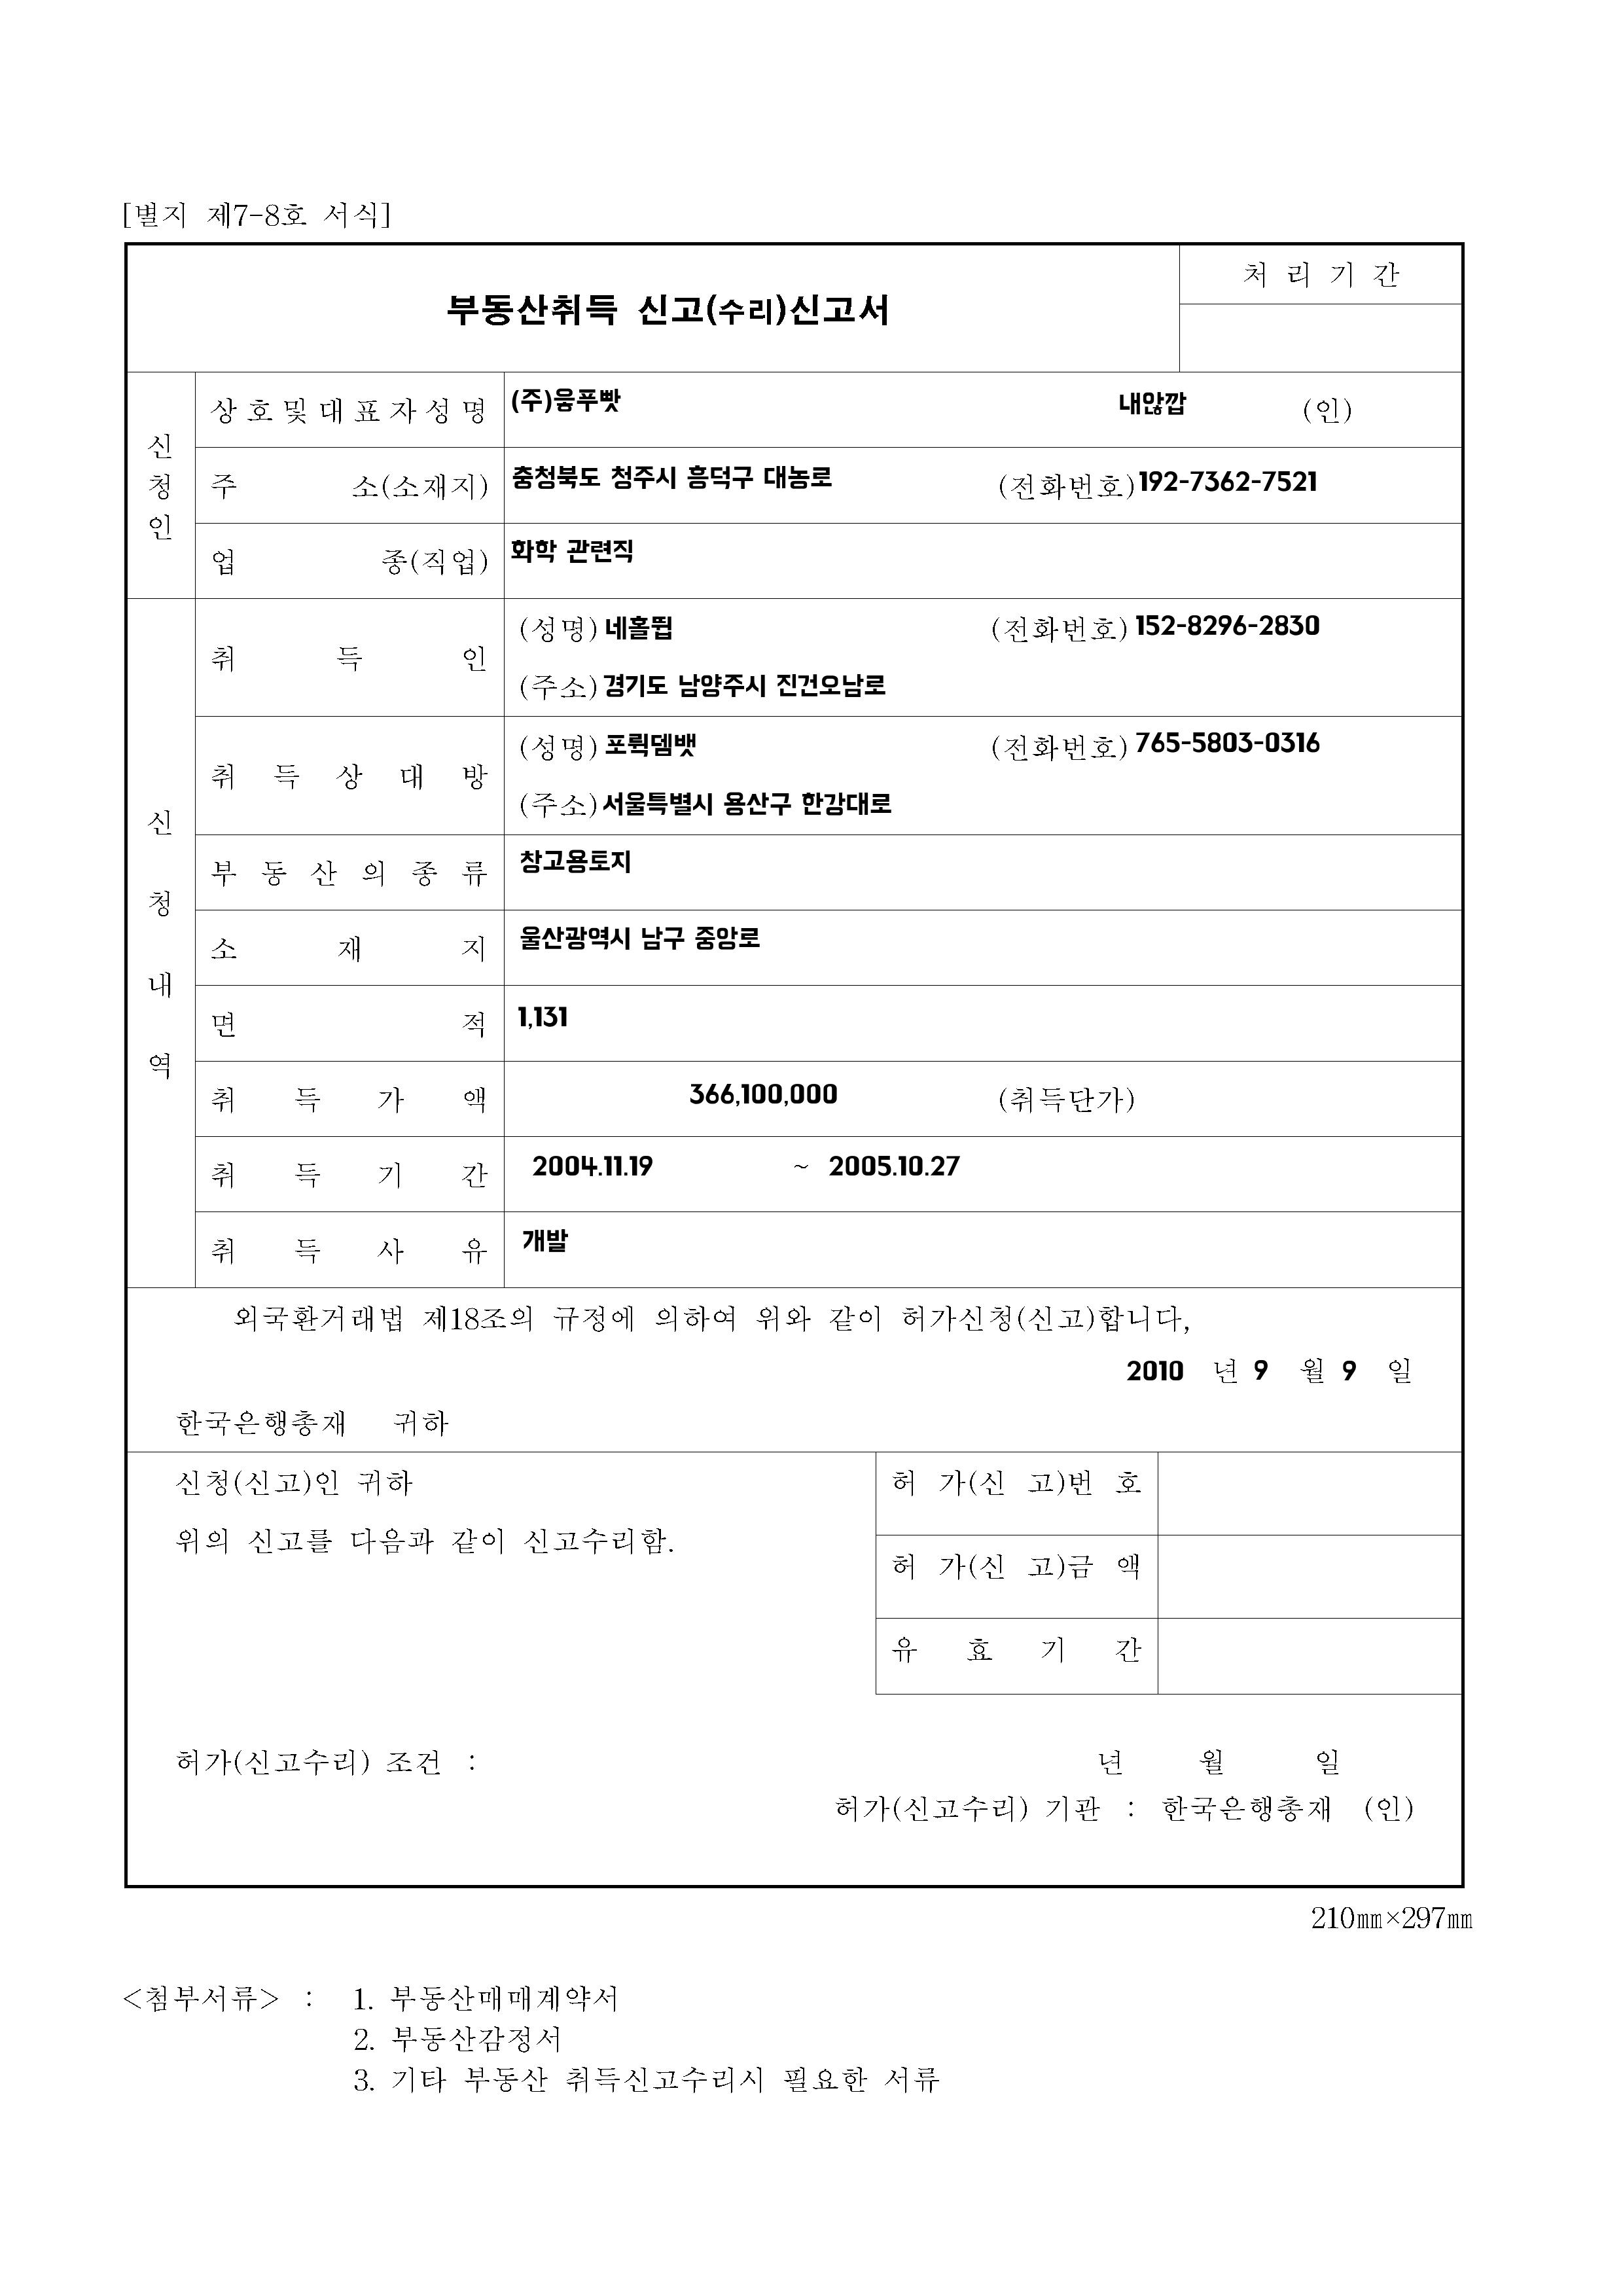 [별지 제7-8호 서식]
부동산취득 신고(수리)신고서
처 리 기 간
신청인
상호및대표자성명 (주)웋푸빳 내않깝 (인)
주 소(소재지) 충청북도 청주시 흥덕구 대농로 (전화번호) 192-7362-7521
업 종(직업) 화학 관련직
신청내역
취 득 인 (성명) 네홀뷥 (전화번호) 152-8296-2830
(주소) 경기도 남양주시 진건오남로
취 득 상 대 방 (성명) 포뤽뎀뱃 (전화번호) 765-5803-0316
(주소) 서울특별시 용산구 한강대로
부 동 산 의 종 류 창고용토지
소 재 지 울산광역시 남구 중앙로
면 적 1,131
취 득 가 액 366,100,000 (취득단가)
취 득 기 간 2004.11.19 ~ 2005.10.27
취 득 사 유 개발
외국환거래법 제18조의 규정에 의하여 위와 같이 허가신청(신고)합니다,
2010 년 9 월 9 일
한국은행총재 귀하
신청(신고)인 귀하
위의 신고를 다음과 같이 신고수리함.
허 가(신 고)번 호
허 가(신 고)금 액
유 효 기 간
허가(신고수리) 조건 :
년 월 일
허가(신고수리) 기관 : 한국은행총재 (인)
210㎜×297㎜
<첨부서류> : 1. 부동산매매계약서
2. 부동산감정서
3. 기타 부동산 취득신고수리시 필요한 서류